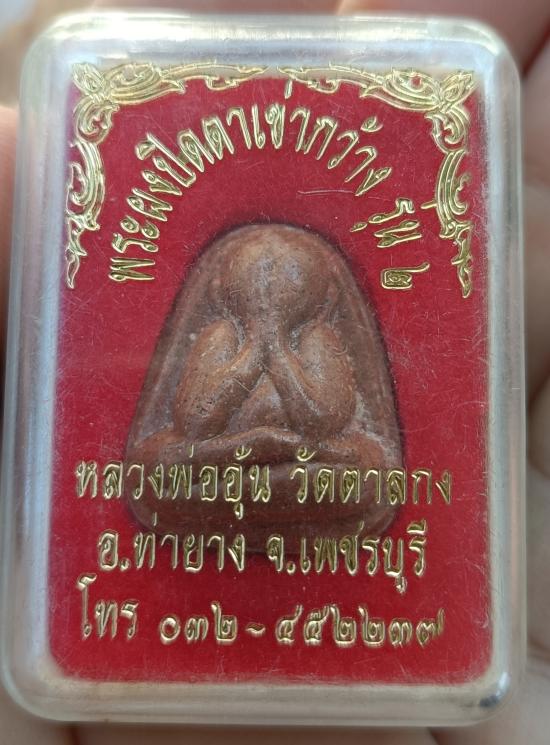 พระผงปิดตาเข่ากว้าง รุ่น ๒
หลวงพ่ออุ้น วัดตาลกง
อ.ท่ายาง จ.เพชรบุรี
โทร ๐๓๒~๔๕๒๒๓๗